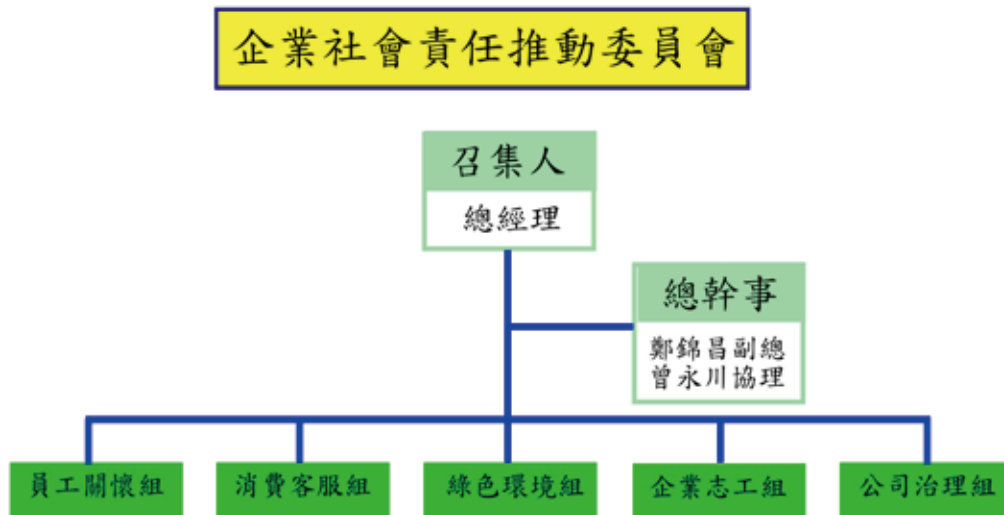 企業社會責任推動委員會
召集人
總經理
總幹事
鄭錦昌副總
曾永川協理
員工關懷組
消費客服組
綠色環境組
企業志工組
公司治理組